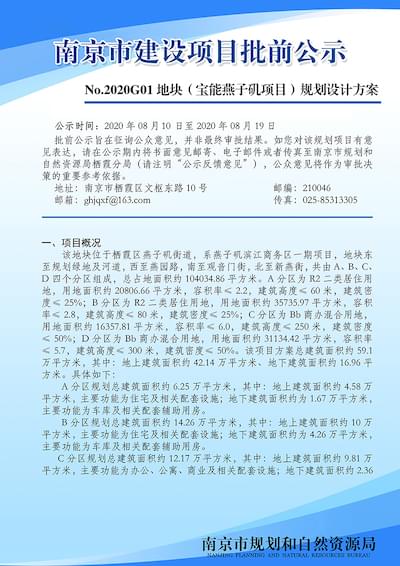 南京市建设项目批前公示
No.2020G01 地块（宝能燕子矶项目）规划设计方案
公示时间：2020 年 08 月 10 日至 2020 年 08 月 19 日
批前公示旨在征询公众意见，并非最终审批结果。如您对该规划项目有意
见表达，请在公示期内将书面意见邮寄、电子邮件或者传真至南京市规划和
自然资源局栖霞分局（请注明“公示反馈意见”），公众意见将作为审批决
策的重要参考依据。
地址：南京市栖霞区文枢东路 10 号 邮编：210046
邮箱：ghjqxf@163.com 传真：025-85313305
一、项目概况
该地块位于栖霞区燕子矶街道，系燕子矶滨江商务区一期项目，地块东
至规划绿地及河道，西至燕园路，南至观音门街，北至新燕街，共由 A、B、C、
D 四个分区组成，总占地面积约 104034.86 平方米。A 分区为 R2 二类居住用
地，用地面积约 20806.66 平方米，容积率≤ 2.2，建筑高度≤ 60 米，建筑密
度≤ 25%；B 分区为 R2 二类居住用地，用地面积约 35735.97 平方米，容积
率≤ 2.8，建筑高度≤ 80 米，建筑密度≤ 25%；C 分区为 Bb 商办混合用地，
用地面积约 16357.81 平方米，容积率≤ 6.0，建筑高度≤ 250 米，建筑密度
≤ 50%；D 分区为 Bb 商办混合用地，用地面积约 31134.42 平方米，容积率
≤ 5.7，建筑高度≤ 300 米，建筑密度≤ 50%。该项目方案总建筑面积约 59.1
万平方米，其中：地上建筑面积约 42.14 万平方米、地下建筑面积约 16.96 平
方米。具体如下：
A 分区规划总建筑面积约 6.25 万平方米，其中：地上建筑面积约 4.58 万
平方米，主要功能为住宅及相关配套设施；地下建筑面积约为 1.67 万平方米，
主要功能为车库及相关配套辅助用房。
B 分区规划总建筑面积约 14.26 万平方米，其中：地上建筑面积约 10 万
平方米，主要功能为住宅及相关配套设施；地下建筑面积约为 4.26 万平方米，
主要功能为车库及相关配套辅助用房。
C 分区规划总建筑面积约 12.17 万平方米，其中：地上建筑面积约 9.81 万
平方米，主要功能为办公、公寓、商业及相关配套设施；地下建筑面积约 2.36
南京市规划和自然资源局
NANJING PLANNING AND NATURAL RESOURCES BUREAU